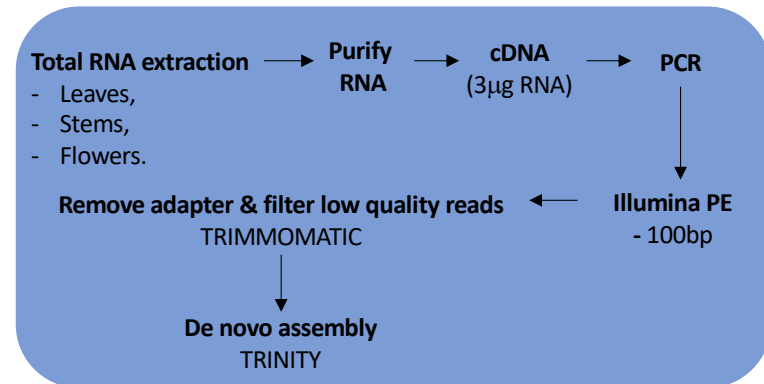 Total RNA extraction
- Leaves,
- Stems,
- Flowers.
Purify
RNA
cDNA
(3µg RNA)
PCR
Illumina PE
- 100bp
Remove adapter & filter low quality reads
TRIMMOMATIC
De novo assembly
TRINITY